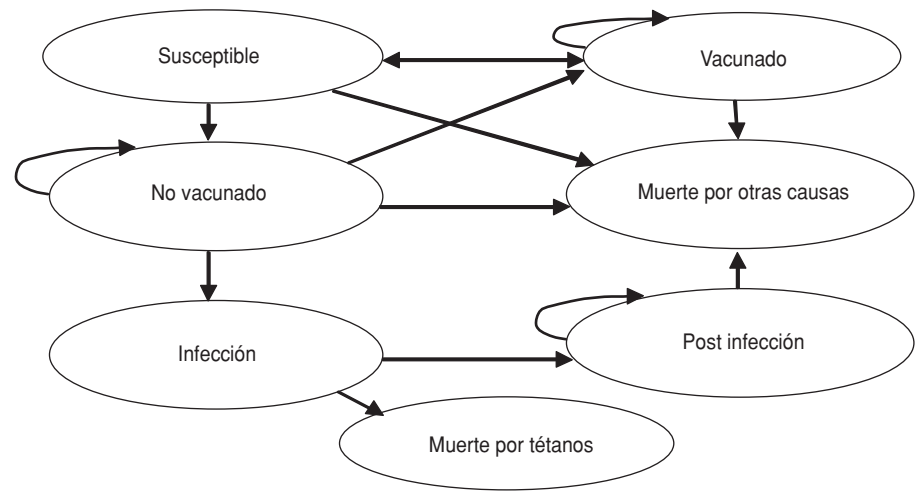 Susceptible
Vacunado
No vacunado
Muerte por otras causas
Infección
Post infección
Muerte por tétanos